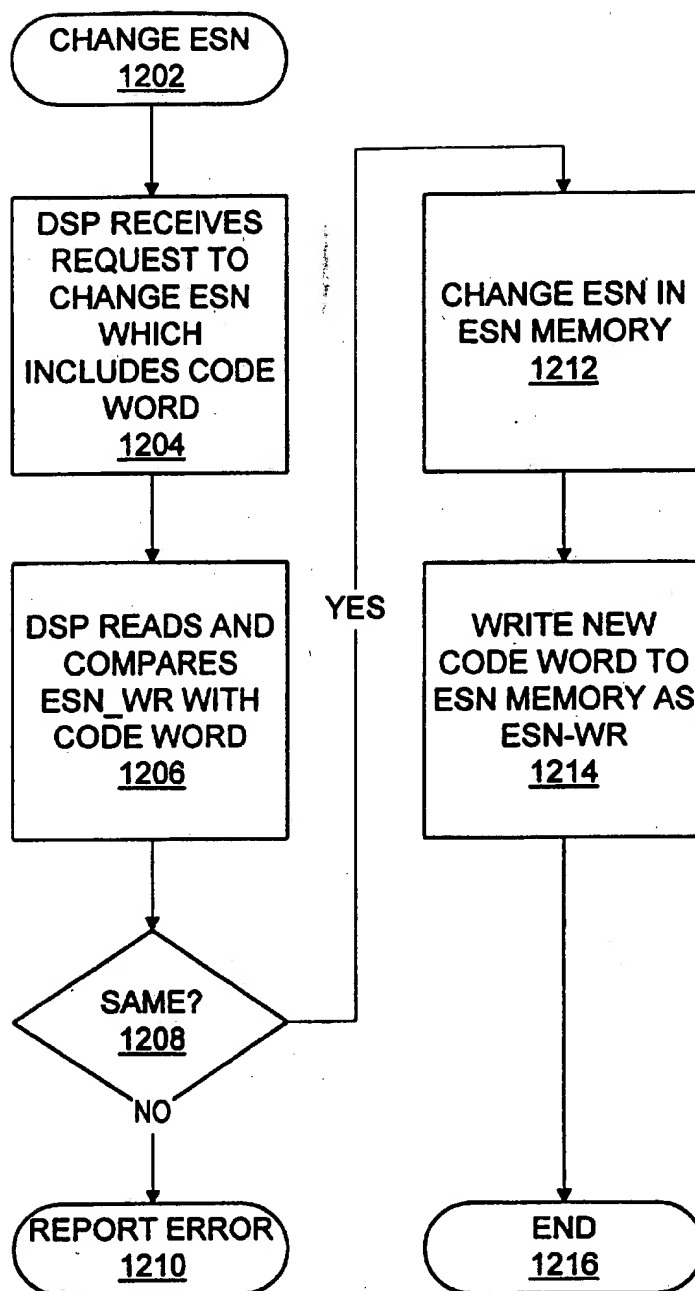 CHANGE ESN
1202
DSP RECEIVES
REQUEST TO
CHANGE ESN
WHICH
INCLUDES CODE
WORD
1204
DSP READS AND
COMPARES
ESN_WR WITH
CODE WORD
1206
SAME?
1208
NO
REPORT ERROR
1210
YES
CHANGE ESN IN
ESN MEMORY
1212
WRITE NEW
CODE WORD TO
ESN MEMORY AS
ESN-WR
1214
END
1216